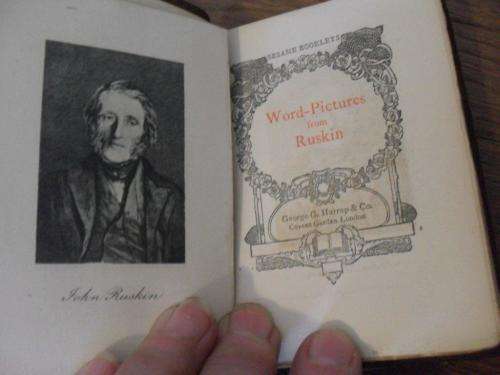 John Ruskin
SESAME BOOKLETS
Word-Pictures
from
Ruskin
George G. Harrap & Co.
Covent Garden London